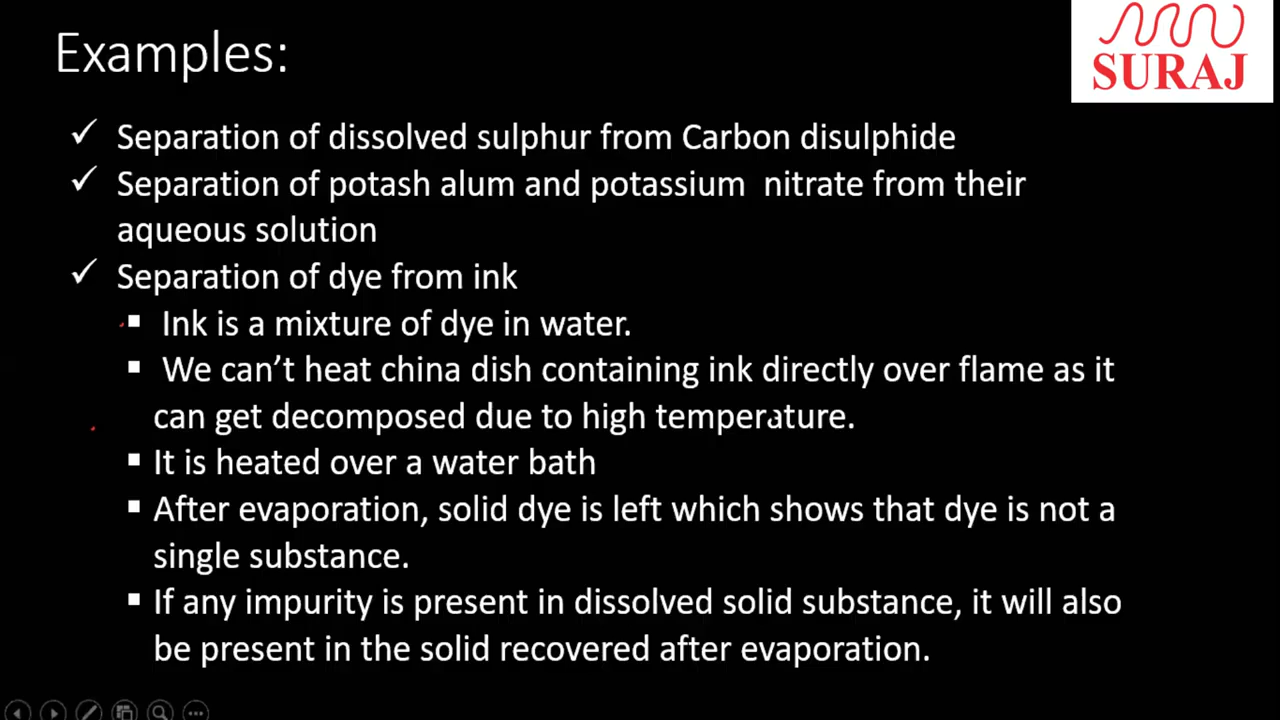 Examples:
SURAJ
✓ Separation of dissolved sulphur from Carbon disulphide
✓ Separation of potash alum and potassium nitrate from their
aqueous solution
✓ Separation of dye from ink
▪ Ink is a mixture of dye in water.
▪ We can't heat china dish containing ink directly over flame as it
can get decomposed due to high temperature.
▪ It is heated over a water bath
▪ After evaporation, solid dye is left which shows that dye is not a
single substance.
▪ If any impurity is present in dissolved solid substance, it will also
be present in the solid recovered after evaporation.